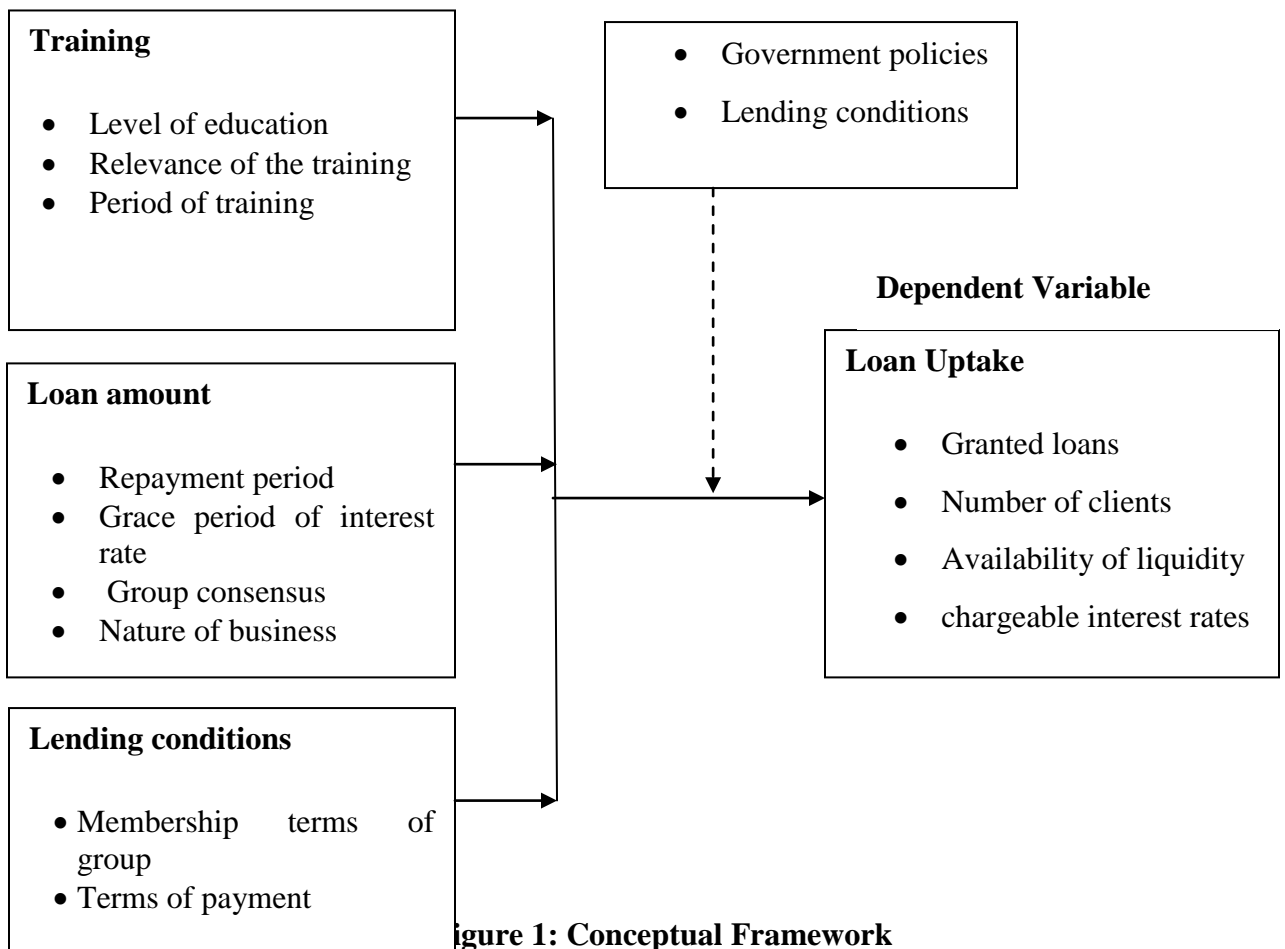 Training
• Level of education
• Relevance of the training
• Period of training
• Government policies
• Lending conditions
Loan amount
• Repayment period
• Grace period of interest
rate
• Group consensus
• Nature of business
Lending conditions
• Membership terms of
group
• Terms of payment
Dependent Variable
Loan Uptake
• Granted loans
• Number of clients
• Availability of liquidity
• chargeable interest rates
igure 1: Conceptual Framework